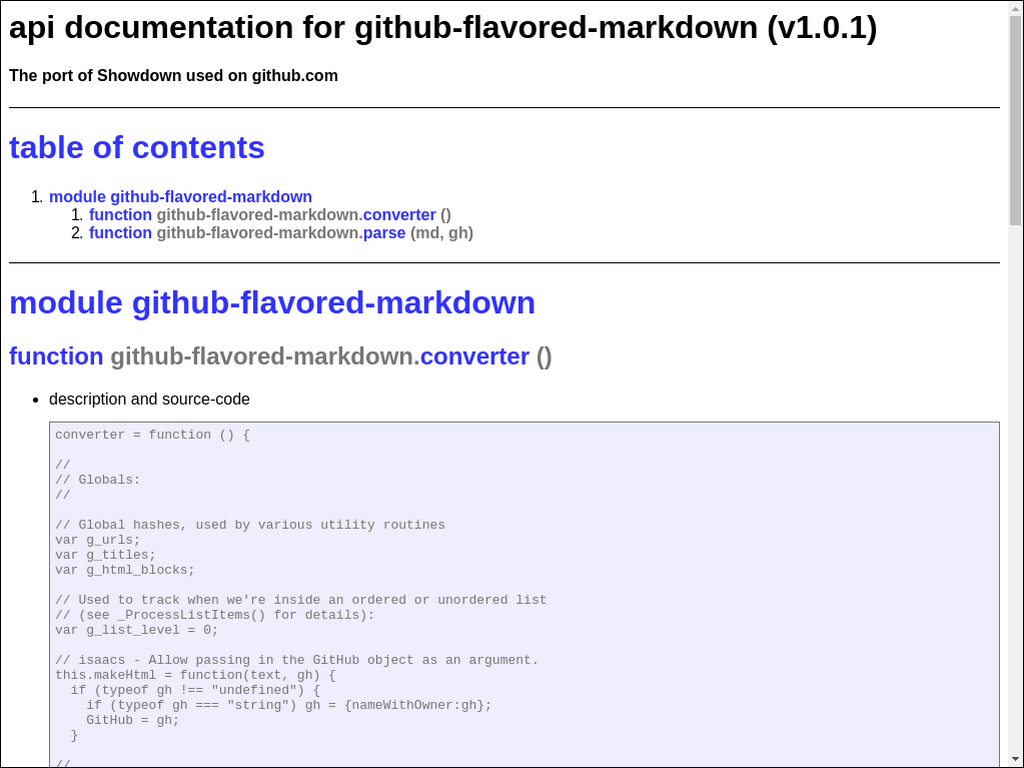 api documentation for github-flavored-markdown (v1.0.1)
The port of Showdown used on github.com
table of contents
1. module github-flavored-markdown
1. function github-flavored-markdown.converter ()
2. function github-flavored-markdown.parse (md, gh)
module github-flavored-markdown
function github-flavored-markdown.converter ()
• description and source-code
converter = function () {
//
// Globals:
//
// Global hashes, used by various utility routines
var g_urls;
var g_titles;
var g_html_blocks;
// Used to track when we're inside an ordered or unordered list
// (see _ProcessListItems() for details):
var g_list_level = 0;
// isaacs - Allow passing in the GitHub object as an argument.
this.makeHtml = function(text, gh) {
  if (typeof gh !== "undefined") {
    if (typeof gh === "string") gh = {nameWithOwner:gh};
    GitHub = gh;
  }
//